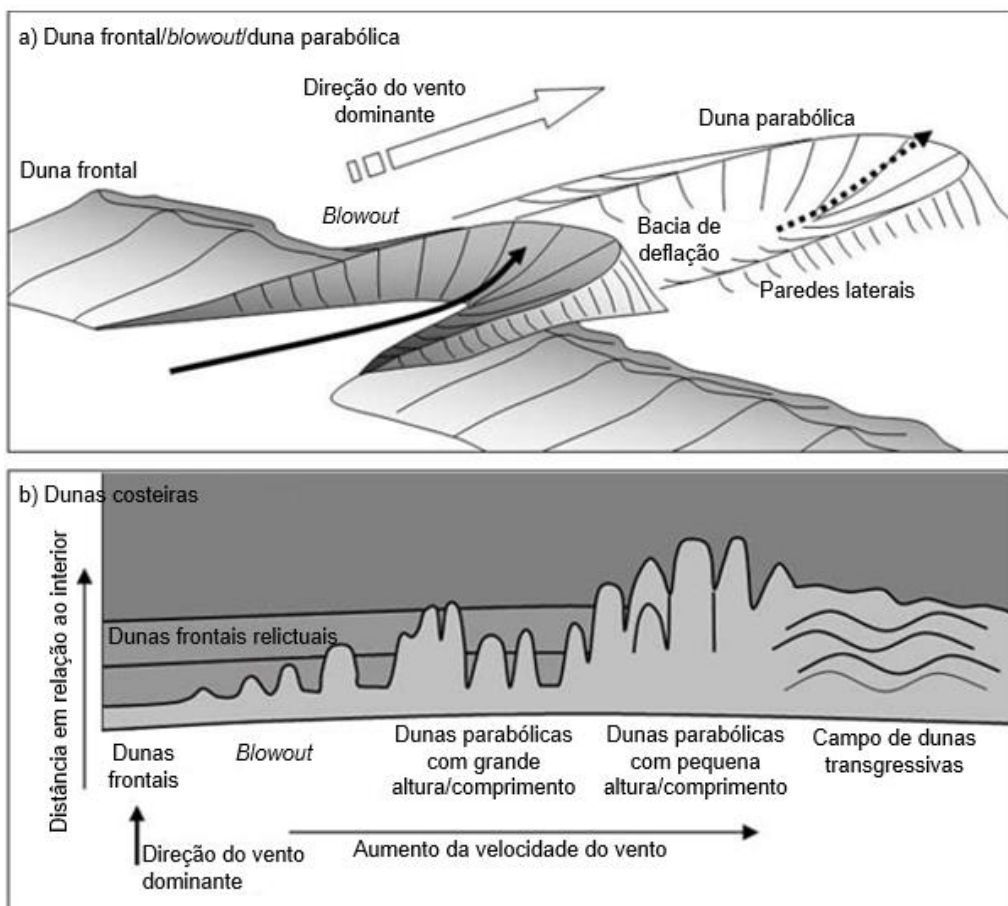 a) Duna frontal/blowout/duna parabólica
Direção do vento
dominante
Duna parabólica
Duna frontal
Blowout
Bacia de
deflação
Paredes laterais
b) Dunas costeiras
Distância em relação ao interior
Dunas frontais relictuais
Dunas
frontais
Blowout
Dunas parabólicas
com grande
altura/comprimento
Dunas parabólicas
com pequena
altura/comprimento
Campo de dunas
transgressivas
Direção do vento
dominante
Aumento da velocidade do vento